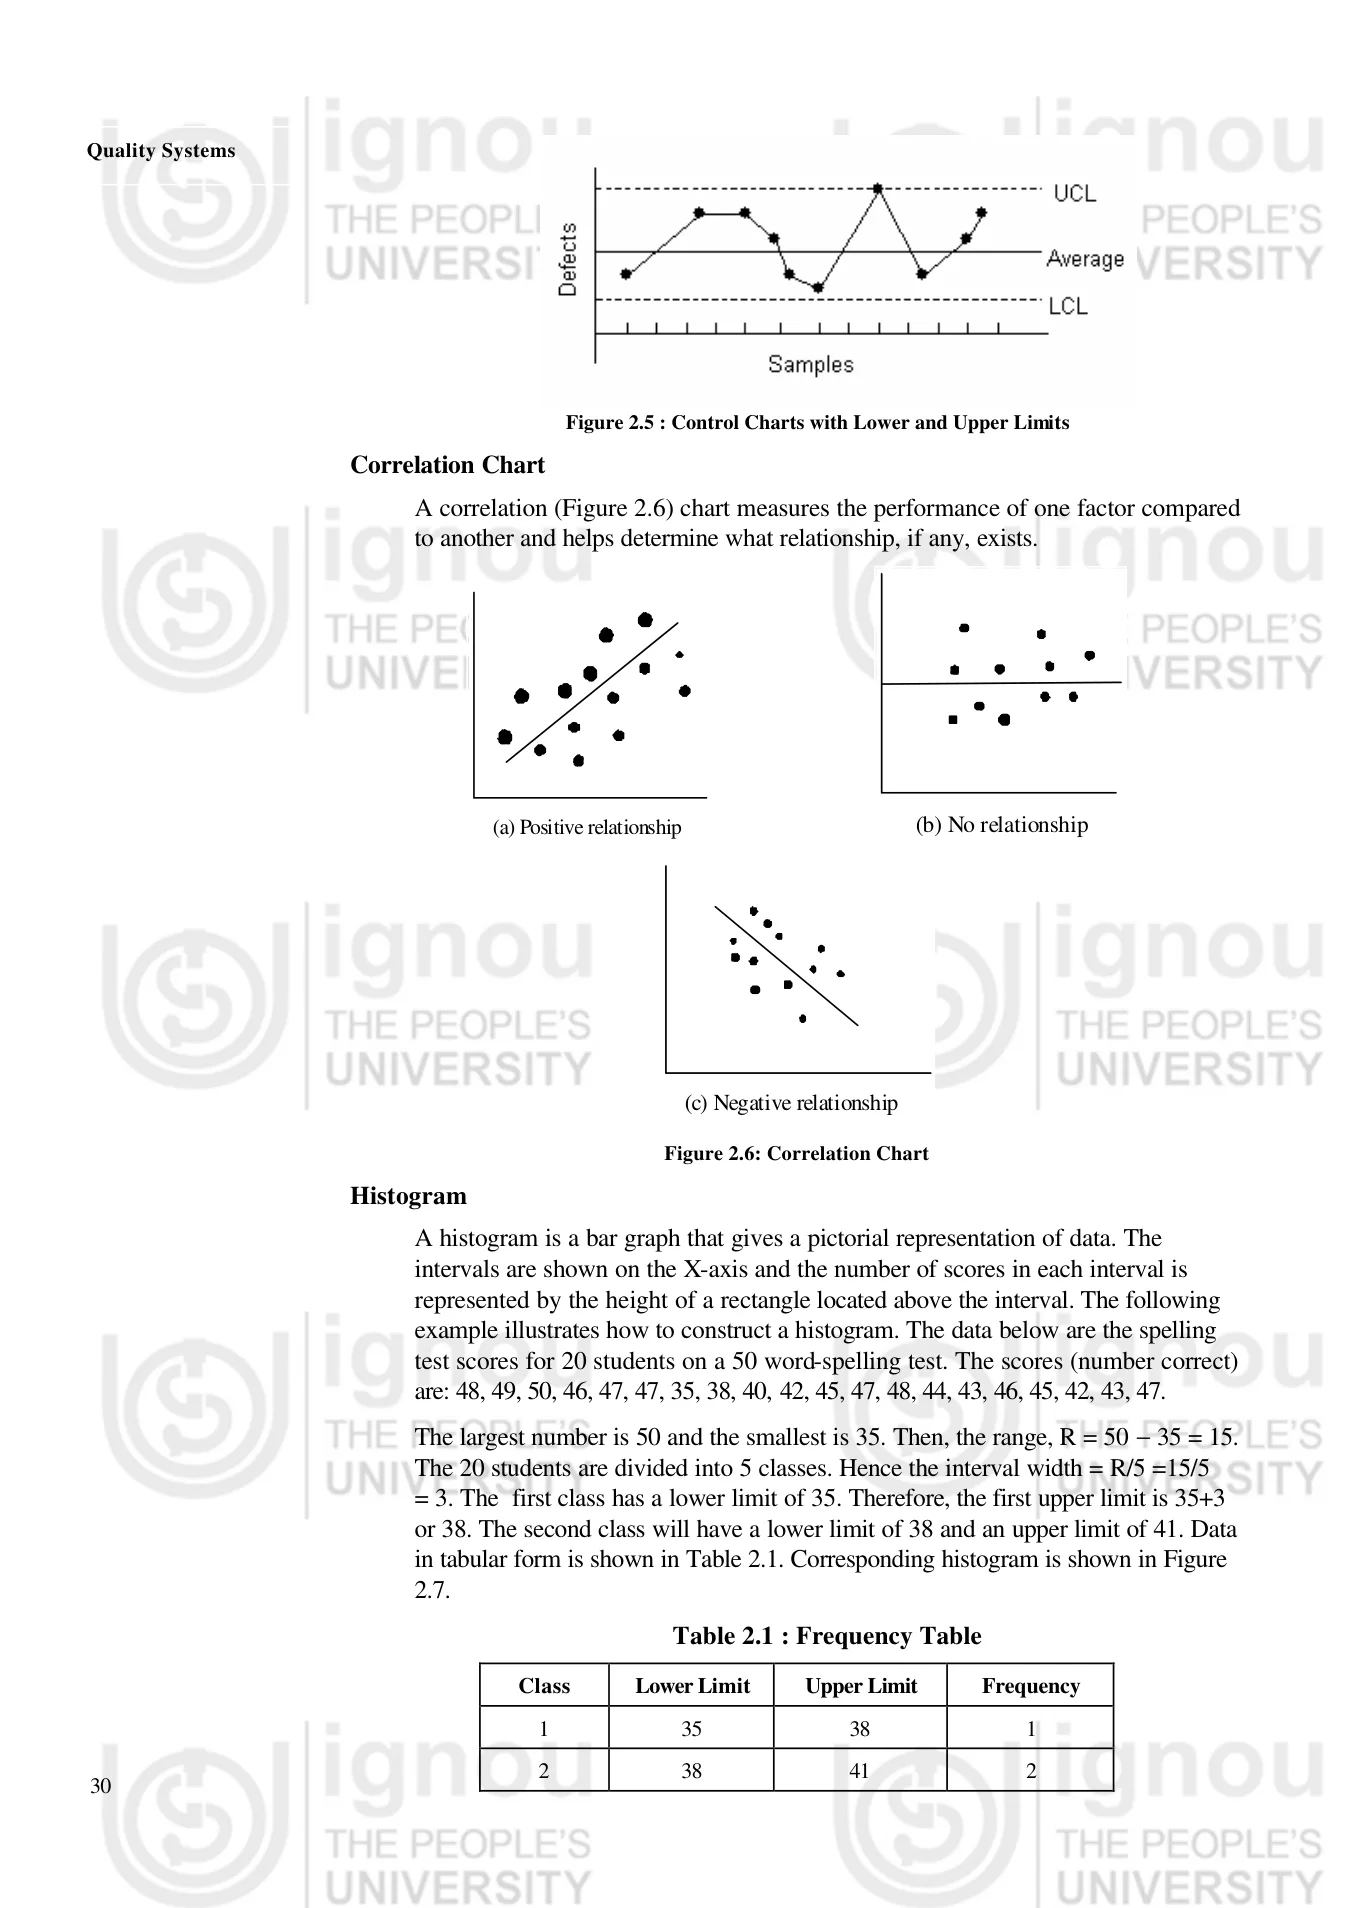 Quality Systems
UCL
Defects
Average
LCL
Samples
Figure 2.5 : Control Charts with Lower and Upper Limits
Correlation Chart
A correlation (Figure 2.6) chart measures the performance of one factor compared
to another and helps determine what relationship, if any, exists.
(a) Positive relationship
(b) No relationship
(c) Negative relationship
Figure 2.6: Correlation Chart
Histogram
A histogram is a bar graph that gives a pictorial representation of data. The
intervals are shown on the X-axis and the number of scores in each interval is
represented by the height of a rectangle located above the interval. The following
example illustrates how to construct a histogram. The data below are the spelling
test scores for 20 students on a 50 word-spelling test. The scores (number correct)
are: 48, 49, 50, 46, 47, 47, 35, 38, 40, 42, 45, 47, 48, 44, 43, 46, 45, 42, 43, 47.
The largest number is 50 and the smallest is 35. Then, the range, R = 50 – 35 = 15.
The 20 students are divided into 5 classes. Hence the interval width = R/5 =15/5
= 3. The first class has a lower limit of 35. Therefore, the first upper limit is 35+3
or 38. The second class will have a lower limit of 38 and an upper limit of 41. Data
in tabular form is shown in Table 2.1. Corresponding histogram is shown in Figure
2.7.
Table 2.1 : Frequency Table
Class Lower Limit Upper Limit Frequency
1 35 38 1
2 38 41 2
30
ignou
THE PEOPLE'S
UNIVERSITY